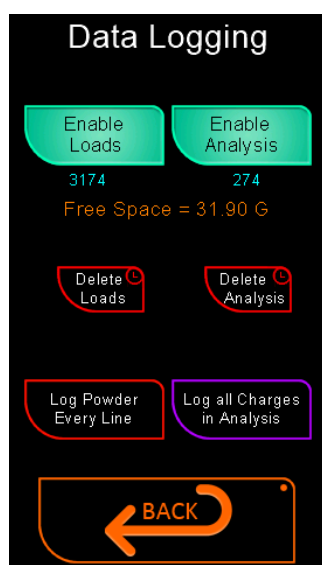 Data Logging
Enable Enable
Loads Analysis
3174 274
Free Space = 31.90 G
Delete Delete
Loads Analysis
Log Powder Log all Charges
Every Line in Analysis
BACK